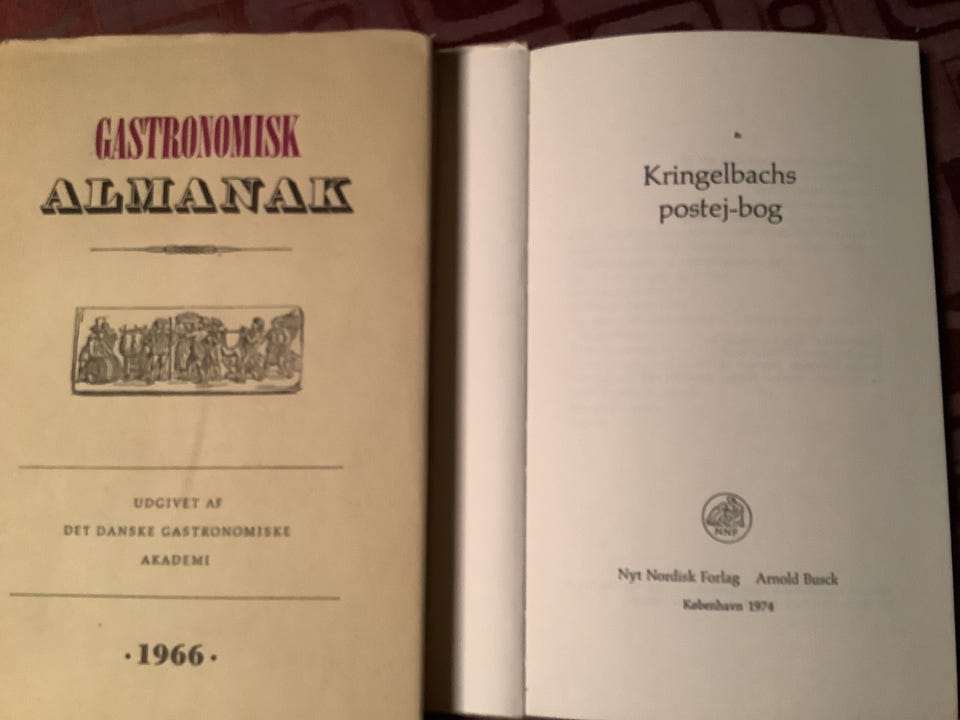 GASTRONOMISK
ALMANAK
UDGIVET AF
DET DANSKE GASTRONOMISKE
AKADEMI
· 1966 ·
Kringelbachs
postej-bog
NNF
Nyt Nordisk Forlag Arnold Busck
København 1974